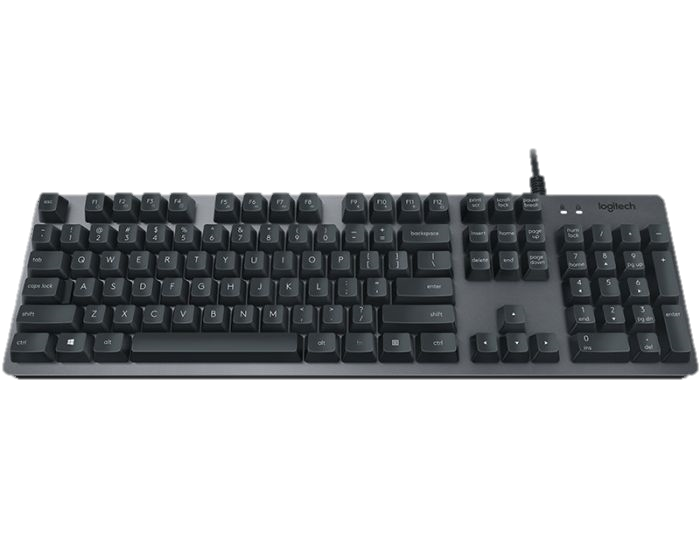 esc F1 F2 F3 F4 F5 F6 F7 F8 F9 F10 F11 F12 print scrt scroll lock pause break logitech
~ ` ! 1 @ 2 # 3 $ 4 % 5 ^ 6 & 7 * 8 ( 9 ) 0 - + = backspace insert home page up num lock / * -
tab Q W E R T Y U I O P { [ } ] | \ delete end page down 7 home 8 9 pg up +
caps lock A S D F G H J K L : ; " ' enter 4 5 6
shift Z X C V B N M < , > . ? / shift 1 end 2 3 pg dn enter
ctrl alt alt fn ctrl 0 ins . del